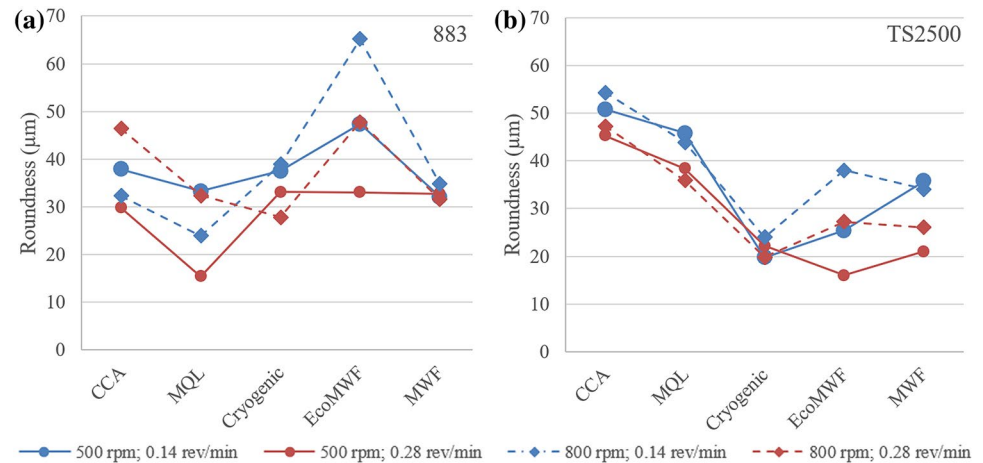 (a)
883
Roundness (µm)
70
60
50
40
30
20
10
0
CCA
MQL
Cryogenic
EcoMWF
MWF
(b)
TS2500
Roundness (µm)
70
60
50
40
30
20
10
0
CCA
MQL
Cryogenic
EcoMWF
MWF
500 rpm; 0.14 rev/min
500 rpm; 0.28 rev/min
800 rpm; 0.14 rev/min
800 rpm; 0.28 rev/min